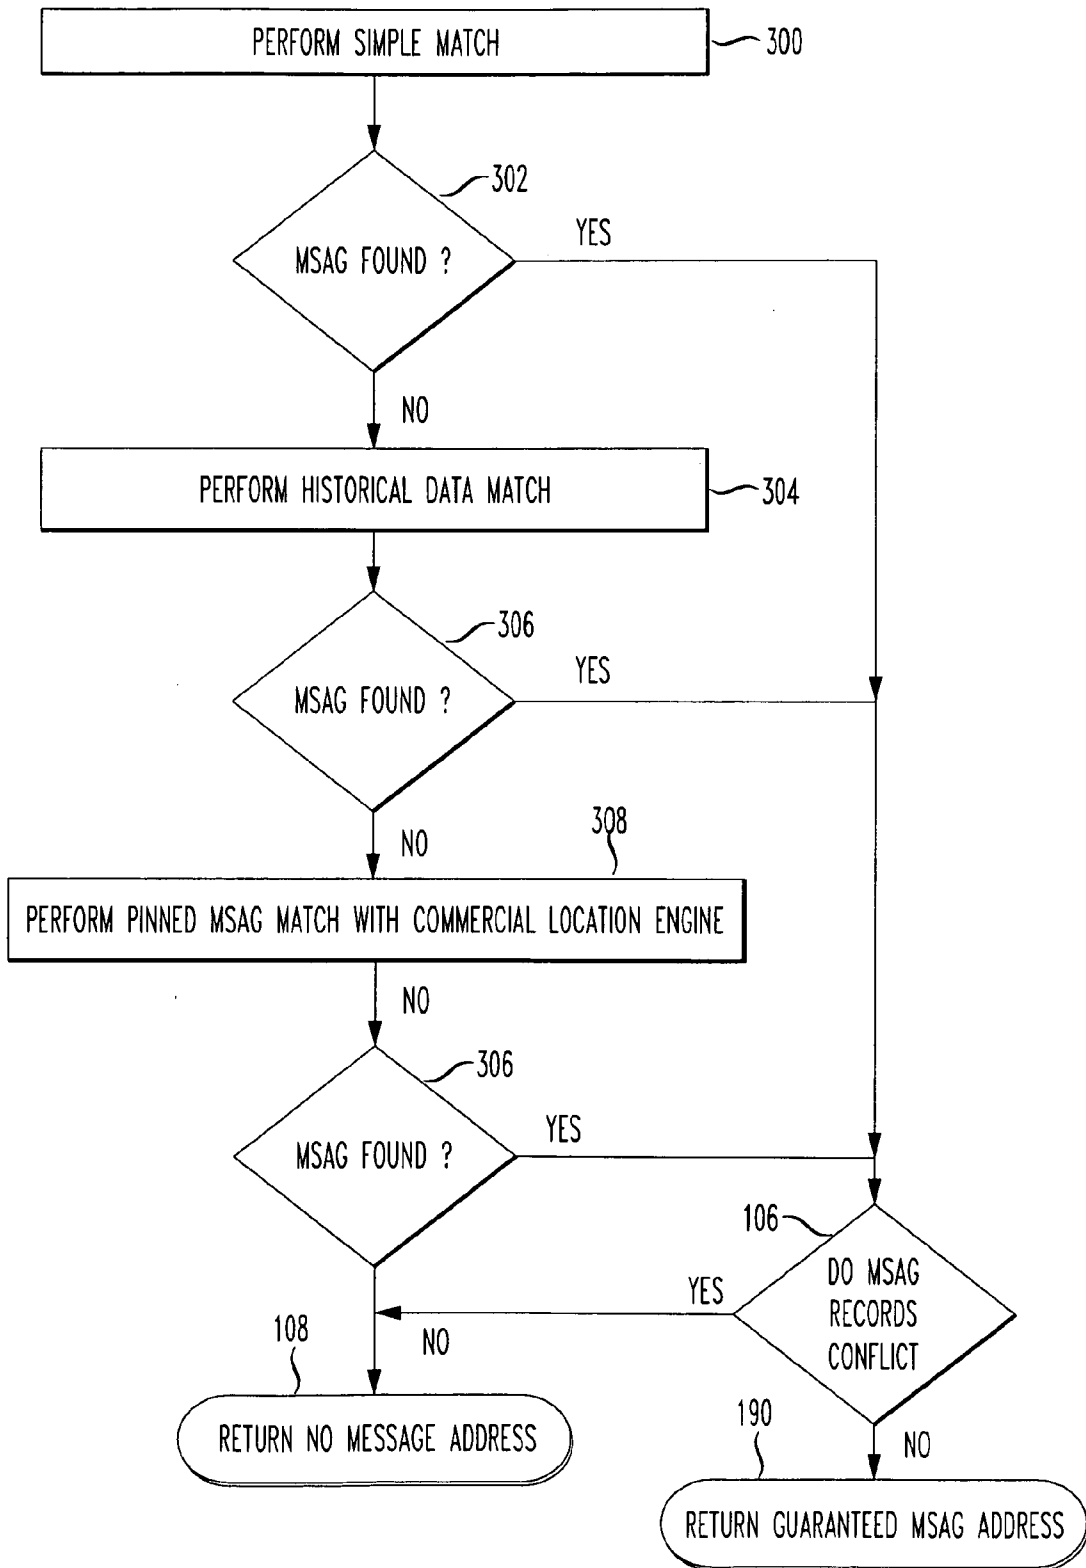 PERFORM SIMPLE MATCH
300
302
MSAG FOUND ?
YES
NO
PERFORM HISTORICAL DATA MATCH
304
306
MSAG FOUND ?
YES
NO
308
PERFORM PINNED MSAG MATCH WITH COMMERCIAL LOCATION ENGINE
NO
306
MSAG FOUND ?
YES
106
DO MSAG
RECORDS
CONFLICT
YES
NO
108
RETURN NO MESSAGE ADDRESS
190
NO
RETURN GUARANTEED MSAG ADDRESS